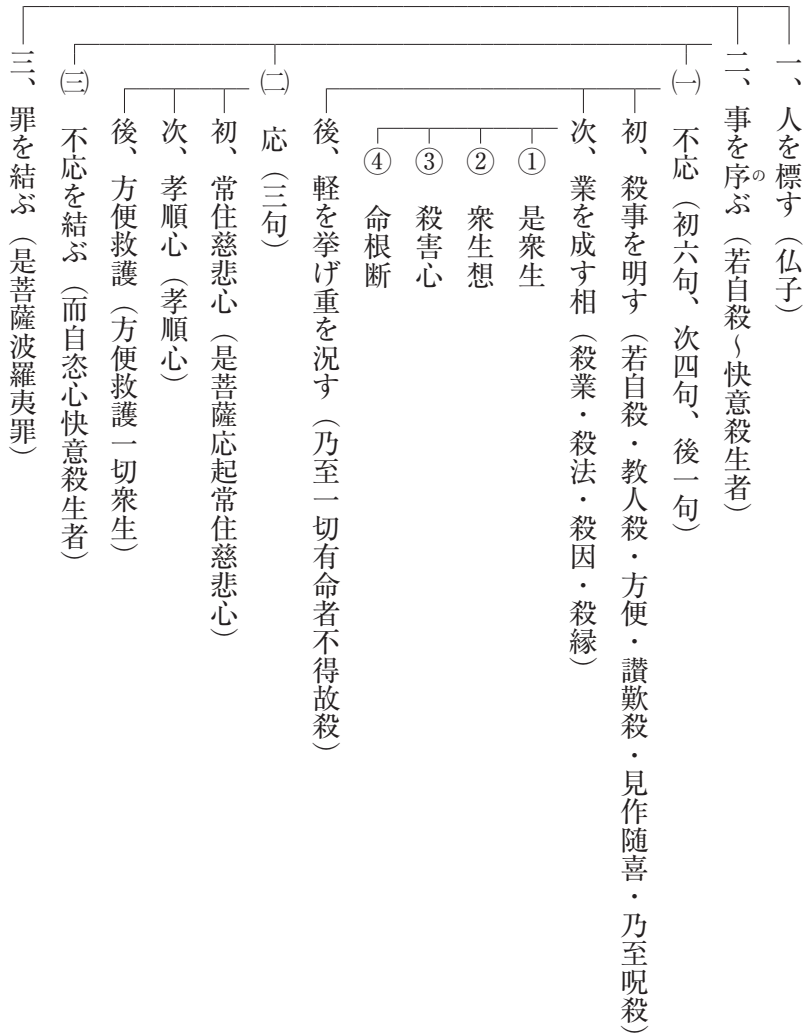 一、人を標す（仏子）
二、事を序ぶ（若自殺～快意殺生者）
の
㈠　不応（初六句、次四句、後一句）
初、殺事を明す（若自殺・教人殺・方便・讃歎殺・見作随喜・乃至呪殺）
次、業を成す相（殺業・殺法・殺因・殺縁）
①　是衆生
②　衆生想
③　殺害心
④　命根断
後、軽を挙げ重を況す（乃至一切有命者不得故殺）
㈡　応（三句）
初、常住慈悲心（是菩薩応起常住慈悲心）
次、孝順心（孝順心）
後、方便救護（方便救護一切衆生）
㈢　不応を結ぶ（而自恣心快意殺生者）
三、罪を結ぶ（是菩薩波羅夷罪）